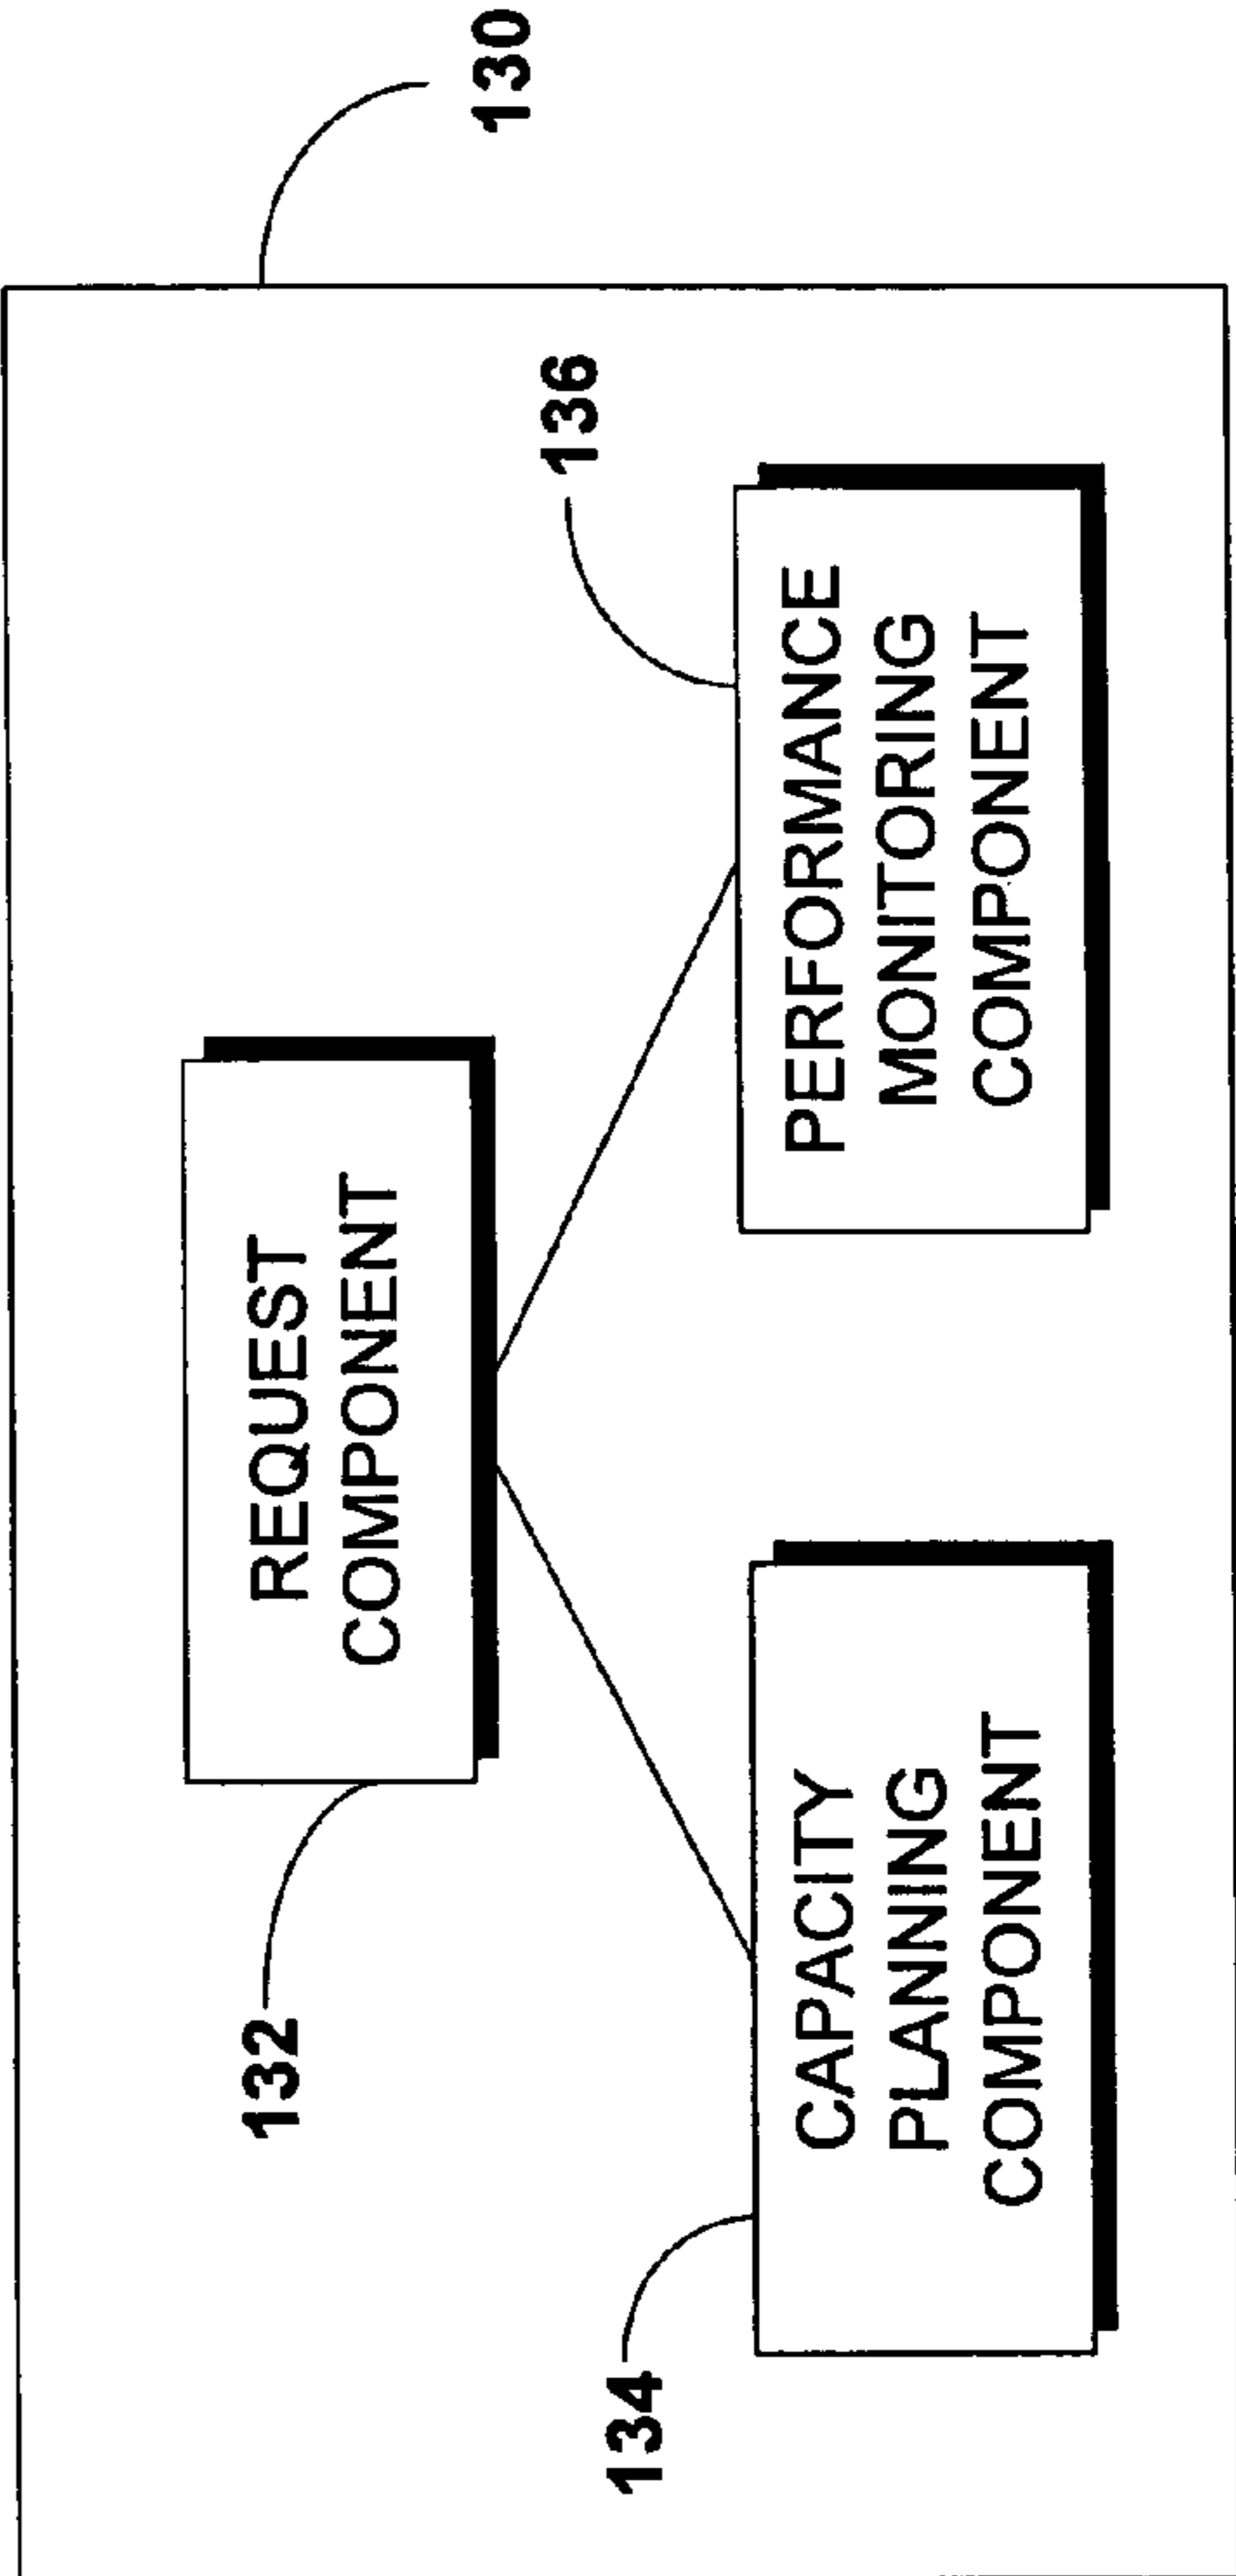 130
132
REQUEST
COMPONENT
134
CAPACITY
PLANNING
COMPONENT
136
PERFORMANCE
MONITORING
COMPONENT